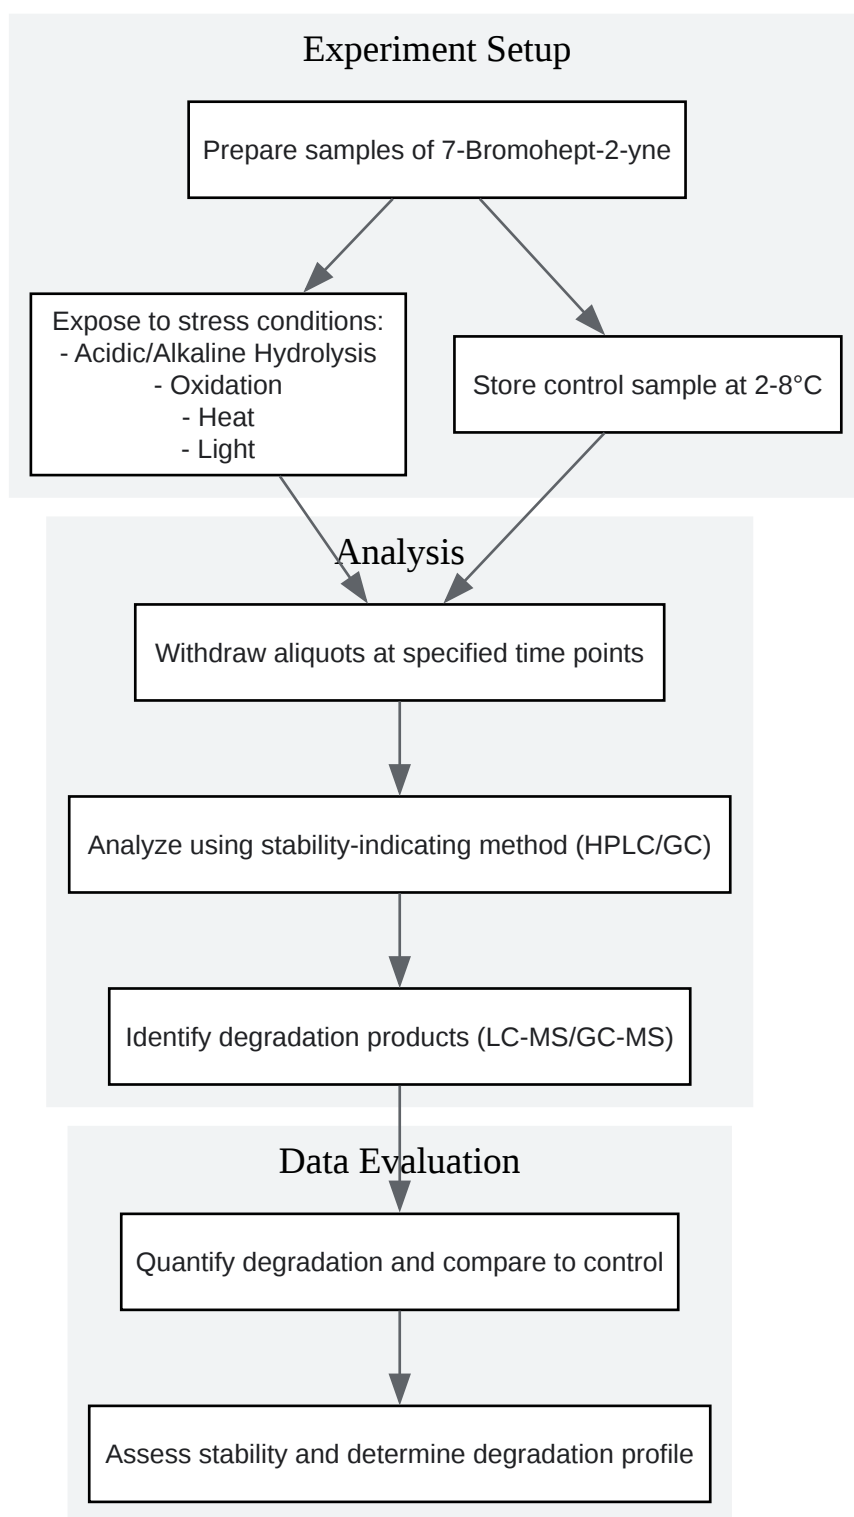 Experiment Setup
Prepare samples of 7-Bromohept-2-yne
Expose to stress conditions:
- Acidic/Alkaline Hydrolysis
- Oxidation
- Heat
- Light
Store control sample at 2-8°C
Analysis
Withdraw aliquots at specified time points
Analyze using stability-indicating method (HPLC/GC)
Identify degradation products (LC-MS/GC-MS)
Data Evaluation
Quantify degradation and compare to control
Assess stability and determine degradation profile